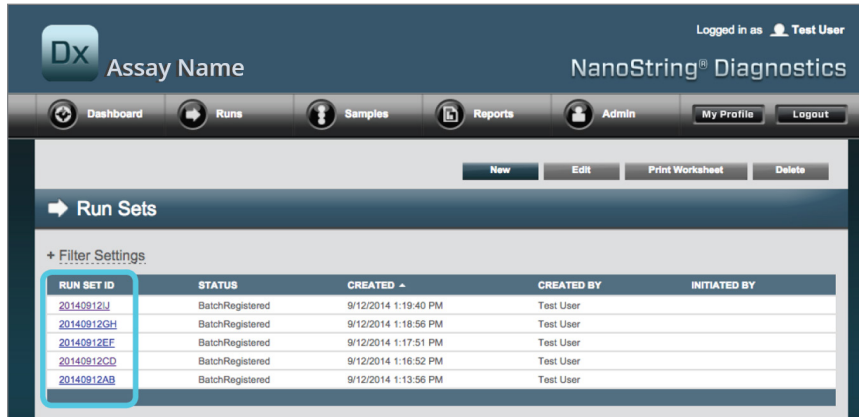 Logged in as Test User
Dx Assay Name
NanoString® Diagnostics
Dashboard Runs Samples Reports Admin My Profile Logout
New Edit Print Worksheet Delete
Run Sets
+ Filter Settings
RUN SET ID STATUS CREATED CREATED BY INITIATED BY
20140912IJ BatchRegistered 9/12/2014 1:19:40 PM Test User
20140912GH BatchRegistered 9/12/2014 1:18:56 PM Test User
20140912EF BatchRegistered 9/12/2014 1:17:51 PM Test User
20140912CD BatchRegistered 9/12/2014 1:16:52 PM Test User
20140912AB BatchRegistered 9/12/2014 1:13:56 PM Test User